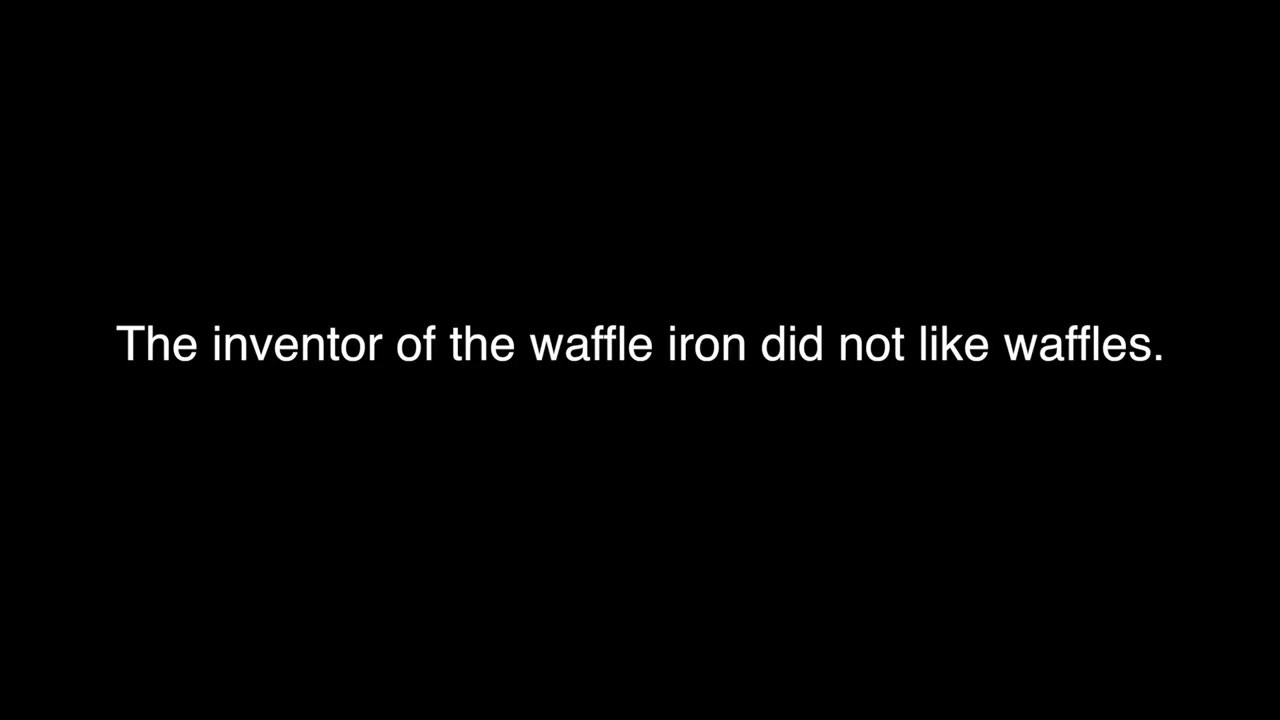 The inventor of the waffle iron did not like waffles.